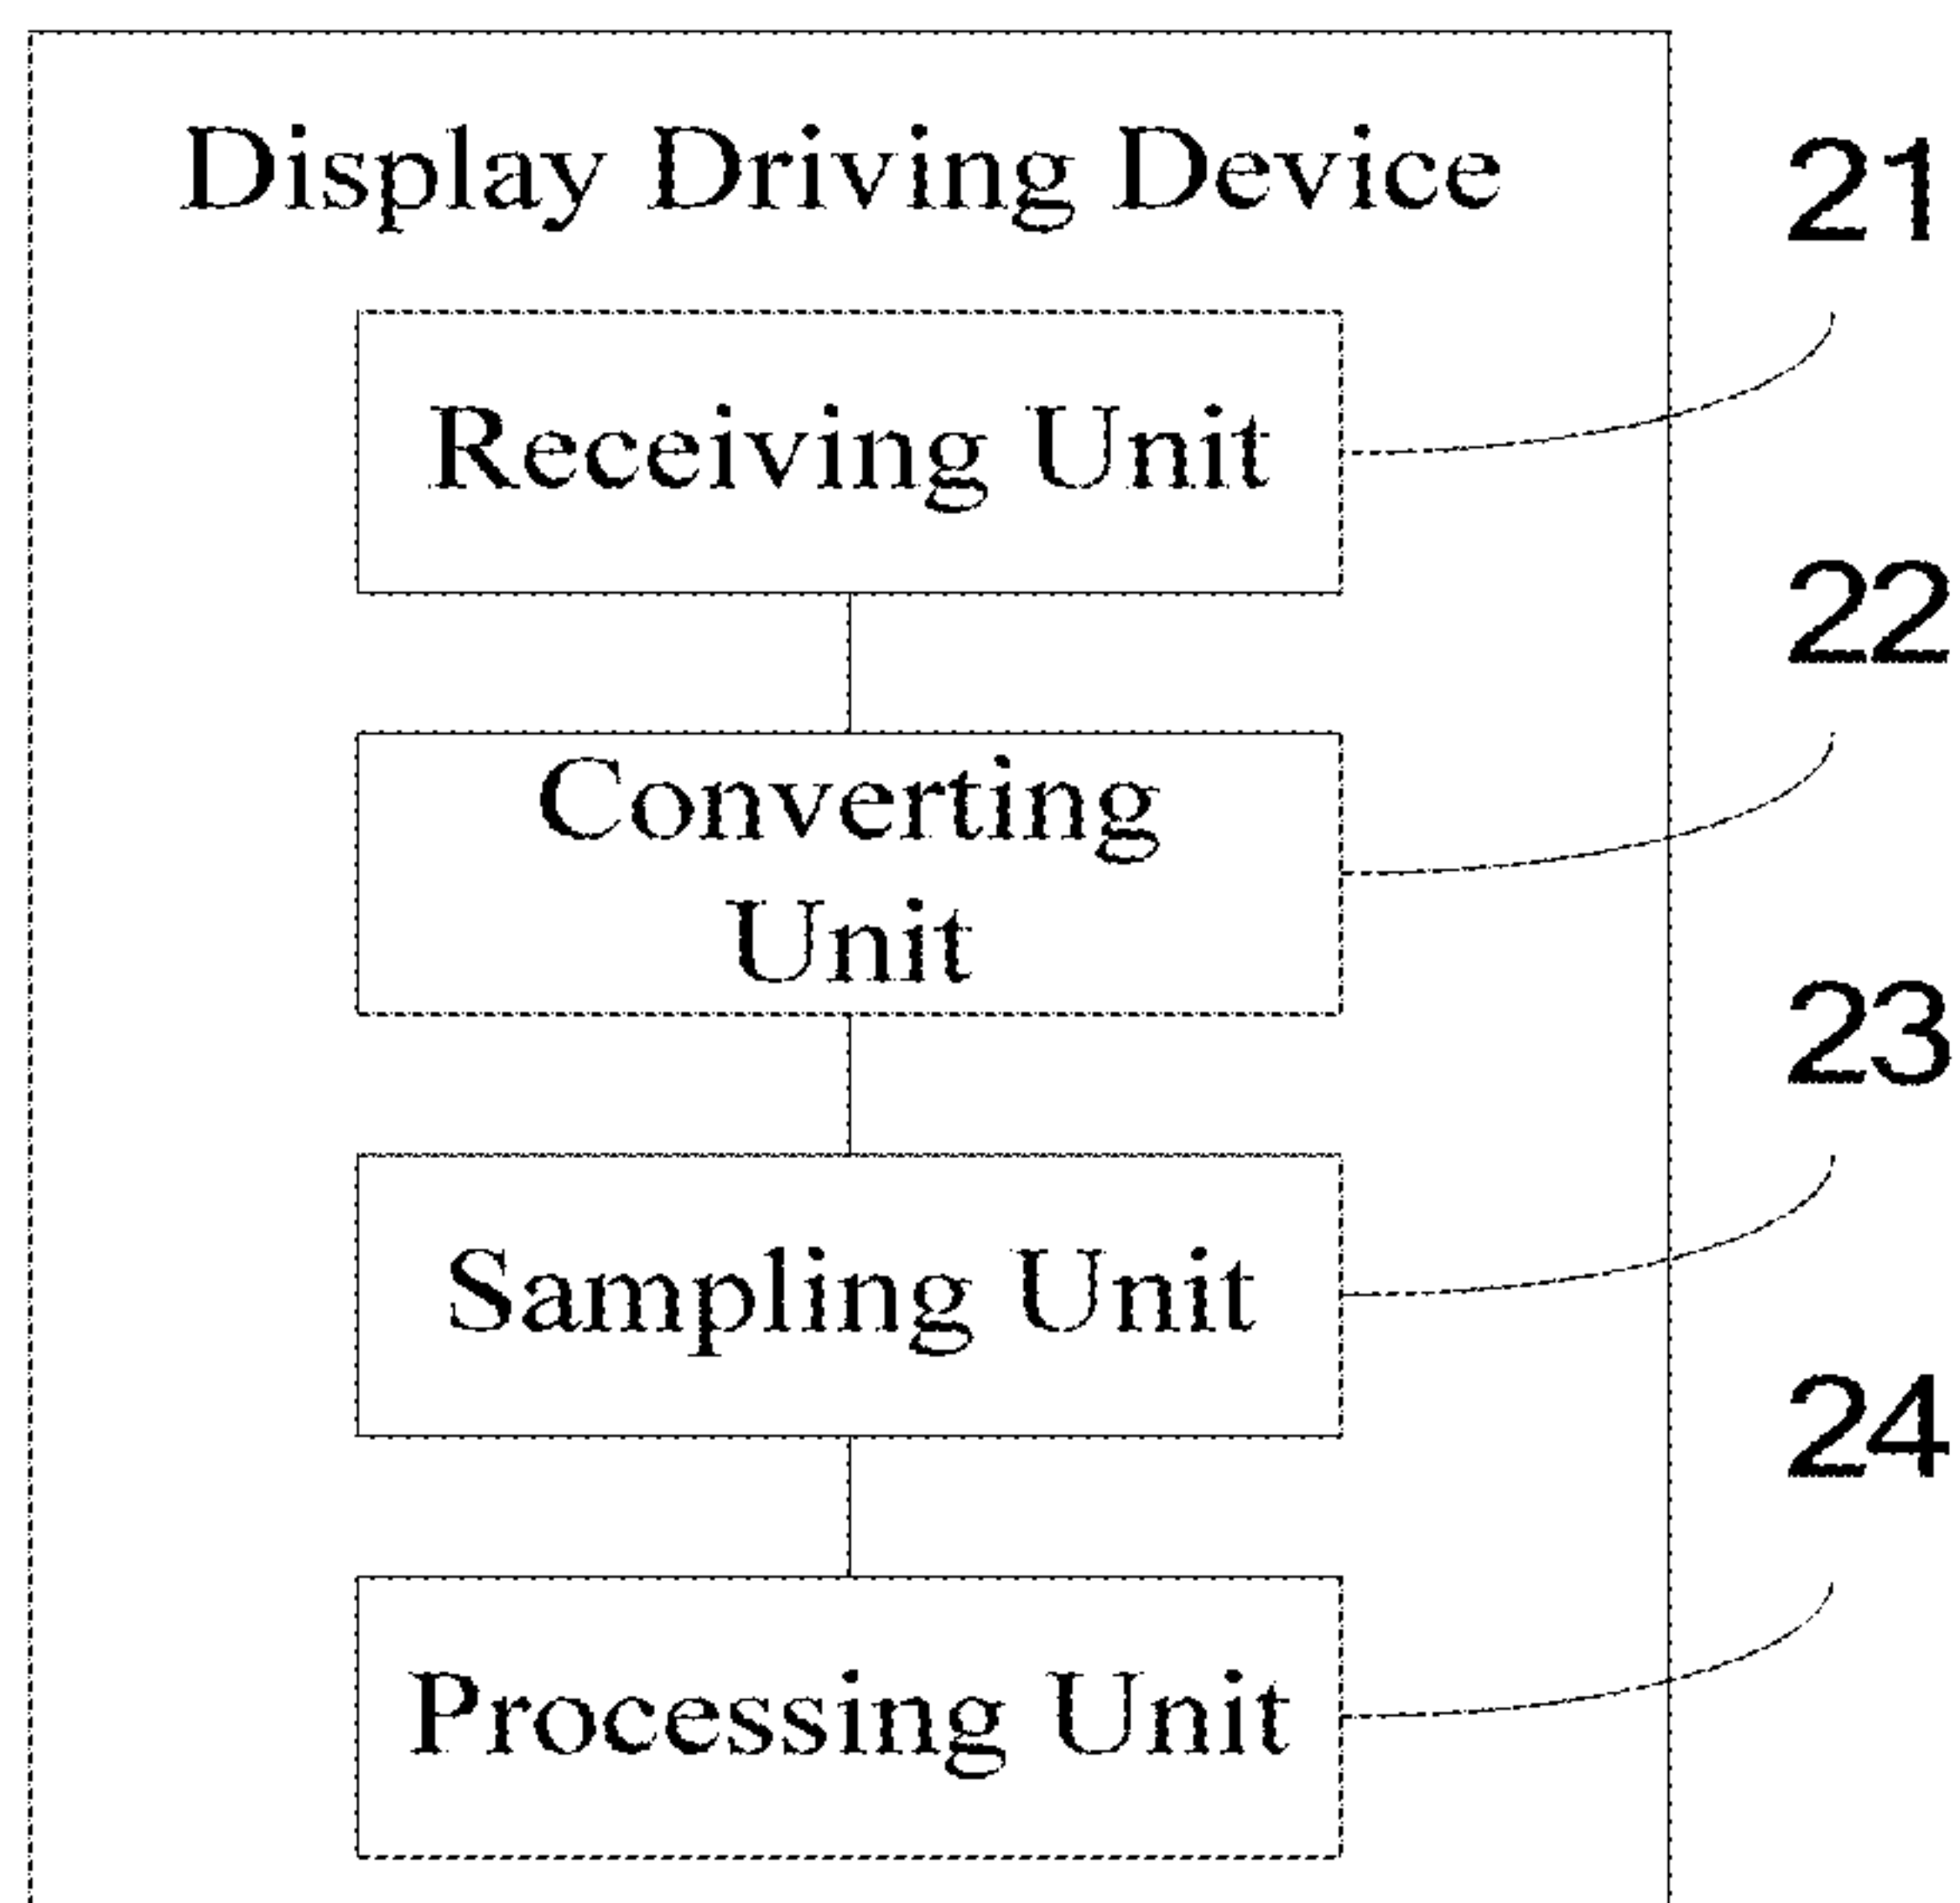 Display Driving Device
21
Receiving Unit
22
Converting
Unit
23
Sampling Unit
24
Processing Unit